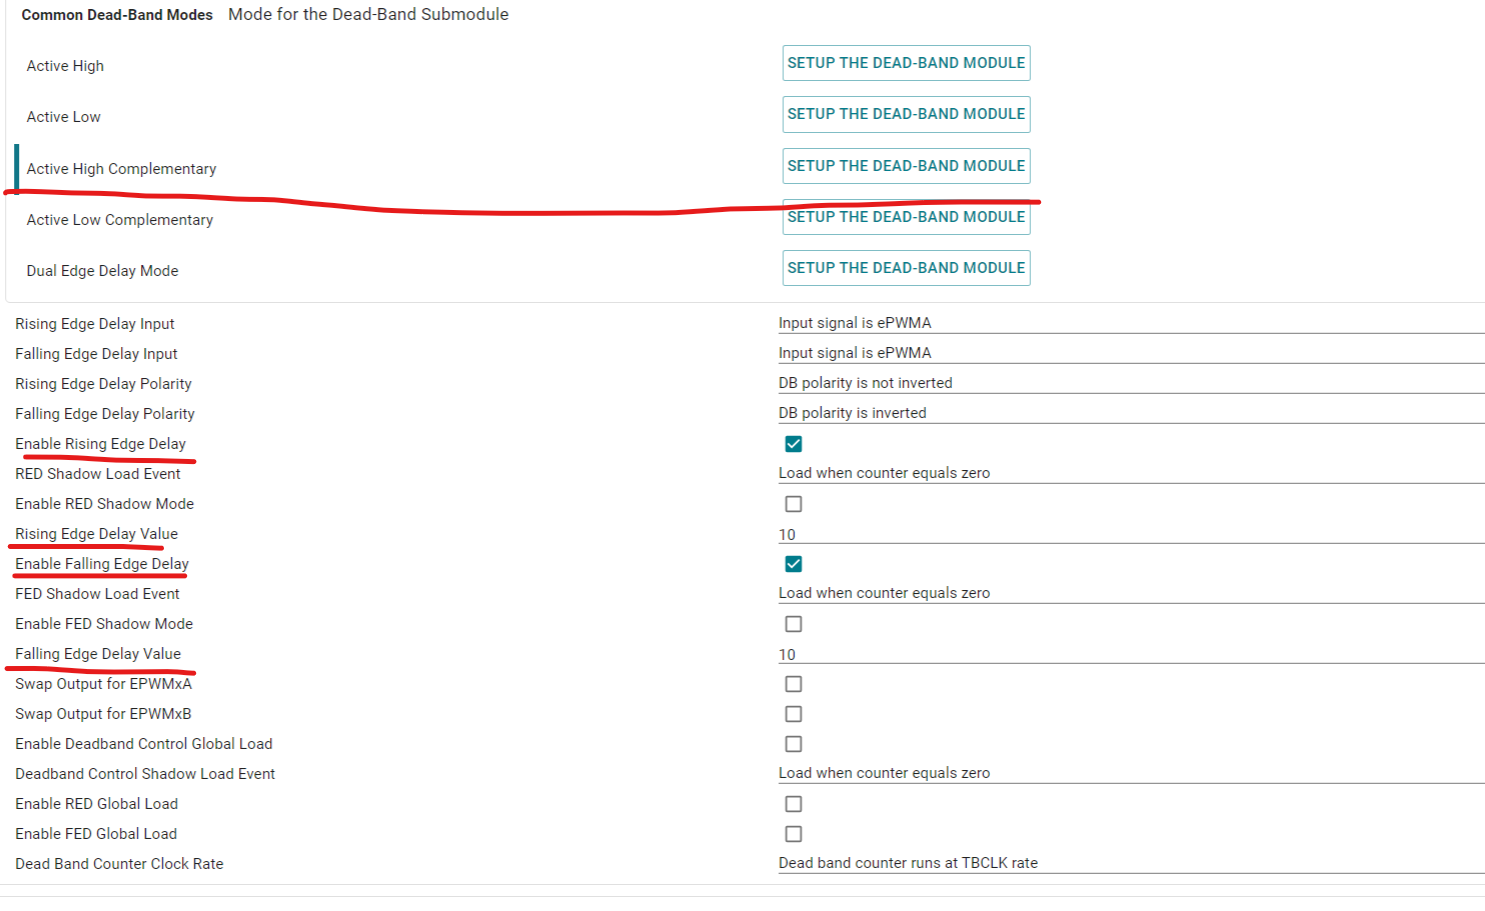 Common Dead-Band Modes Mode for the Dead-Band Submodule
Active High SETUP THE DEAD-BAND MODULE
Active Low SETUP THE DEAD-BAND MODULE
Active High Complementary SETUP THE DEAD-BAND MODULE
Active Low Complementary SETUP THE DEAD-BAND MODULE
Dual Edge Delay Mode SETUP THE DEAD-BAND MODULE
Rising Edge Delay Input Input signal is ePWMA
Falling Edge Delay Input Input signal is ePWMA
Rising Edge Delay Polarity DB polarity is not inverted
Falling Edge Delay Polarity DB polarity is inverted
Enable Rising Edge Delay
RED Shadow Load Event Load when counter equals zero
Enable RED Shadow Mode
Rising Edge Delay Value 10
Enable Falling Edge Delay
FED Shadow Load Event Load when counter equals zero
Enable FED Shadow Mode
Falling Edge Delay Value 10
Swap Output for EPWMxA
Swap Output for EPWMxB
Enable Deadband Control Global Load
Deadband Control Shadow Load Event Load when counter equals zero
Enable RED Global Load
Enable FED Global Load
Dead Band Counter Clock Rate Dead band counter runs at TBCLK rate